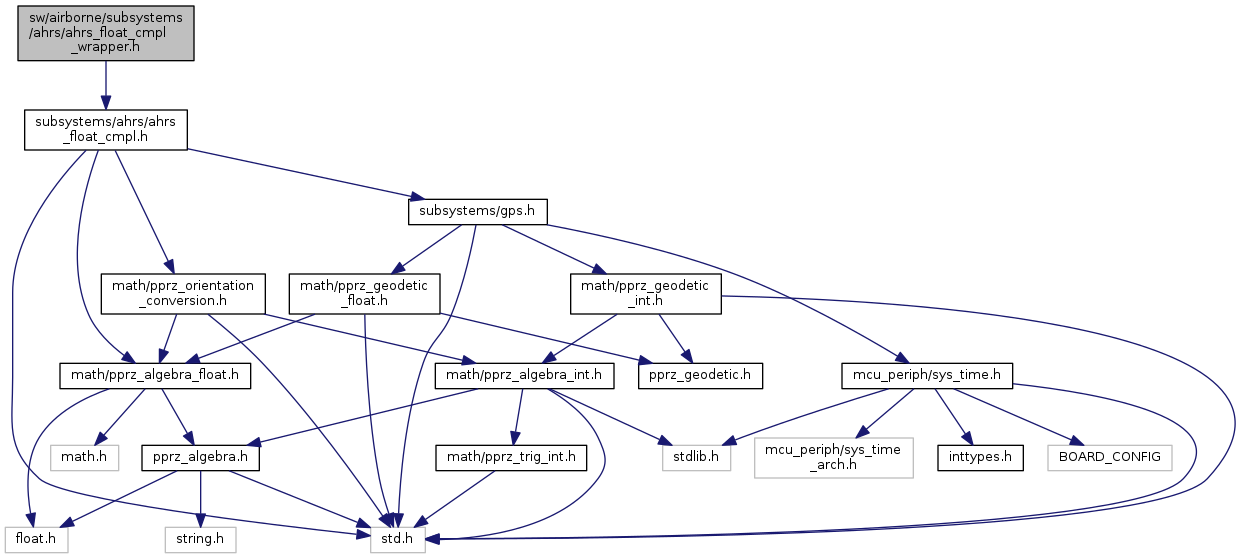 sw/airborne/subsystems
/ahrs/ahrs_float_cmpl
_wrapper.h
subsystems/ahrs/ahrs
_float_cmpl.h
subsystems/gps.h
math/pprz_orientation
_conversion.h
math/pprz_geodetic
_float.h
math/pprz_geodetic
_int.h
math/pprz_algebra_float.h
math/pprz_algebra_int.h
pprz_geodetic.h
mcu_periph/sys_time.h
math.h
pprz_algebra.h
math/pprz_trig_int.h
stdlib.h
mcu_periph/sys_time
_arch.h
inttypes.h
BOARD_CONFIG
float.h
string.h
std.h